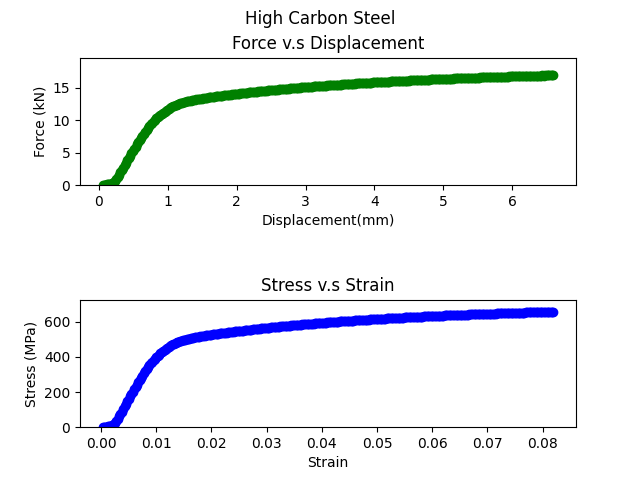 High Carbon Steel
Force v.s Displacement
Force (kN)
15
10
5
0
0 1 2 3 4 5 6
Displacement(mm)
Stress v.s Strain
Stress (MPa)
600
400
200
0
0.00 0.01 0.02 0.03 0.04 0.05 0.06 0.07 0.08
Strain